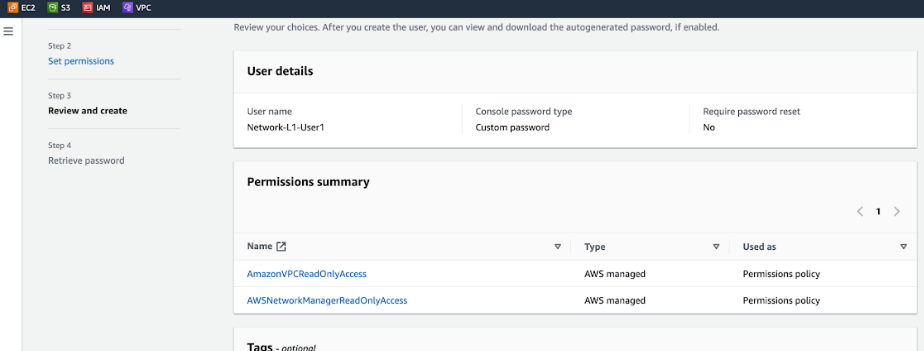 EC2 S3 IAM VPC
Review your choices. After you create the user, you can view and download the autogenerated password, if enabled.
Step 2
Set permissions
Step 3
Review and create
Step 4
Retrieve password
User details
User name Console password type Require password reset
Network-L1-User1 Custom password No
Permissions summary
1
Name Type Used as
AmazonVPCReadOnlyAccess AWS managed Permissions policy
AWSNetworkManagerReadOnlyAccess AWS managed Permissions policy
Tags - optional